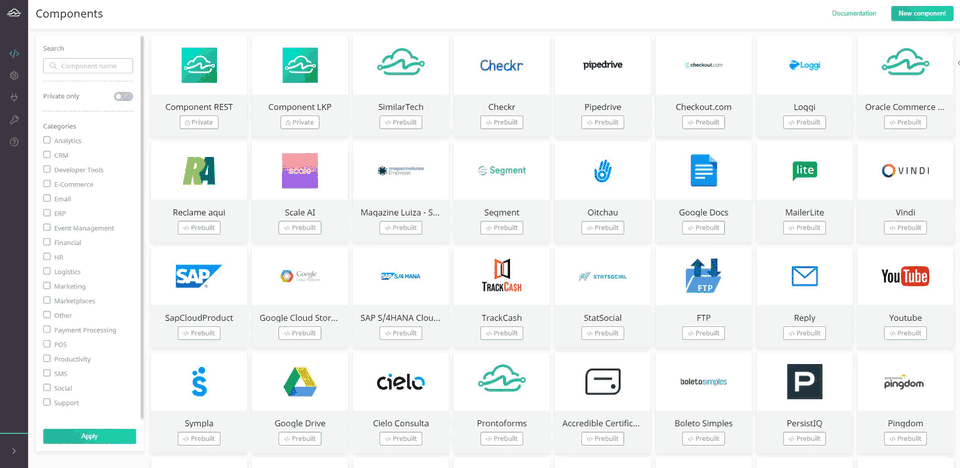 Components
Documentation
New component
Search
Component name
Private only
Categories
Analytics
CRM
Developer Tools
E-Commerce
Email
ERP
Event Management
Financial
HR
Logistics
Marketing
Marketplaces
Other
Payment Processing
POS
Productivity
SMS
Social
Support
Apply
Checkr
pipedrive
checkout.com
Loggi
Component REST
Component LKP
SimilarTech
Checkr
Pipedrive
Checkout.com
Loggi
Oracle Commerce ...
Private
Private
Prebuilt
Prebuilt
Prebuilt
Prebuilt
Prebuilt
Prebuilt
RA
scale
Segment
lite
VINDI
Reclame aqui
Scale AI
Magazine Luiza - S...
Segment
Oitchau
Google Docs
MailerLite
Vindi
Prebuilt
Prebuilt
Prebuilt
Prebuilt
Prebuilt
Prebuilt
Prebuilt
Prebuilt
SAP
Google
SAP S/4HANA
TRACKCASH
STATSOCIAL
FTP
YouTube
SapCloudProduct
Google Cloud Stor...
SAP S/4HANA Clou...
TrackCash
StatSocial
FTP
Reply
Youtube
Prebuilt
Prebuilt
Prebuilt
Prebuilt
Prebuilt
Prebuilt
Prebuilt
Prebuilt
cielo
boletosimples
P
pingdom
Sympla
Google Drive
Cielo Consulta
Prontoforms
Accredible Certific...
Boleto Simples
PersistIQ
Pingdom
Prebuilt
Prebuilt
Prebuilt
Prebuilt
Prebuilt
Prebuilt
Prebuilt
Prebuilt